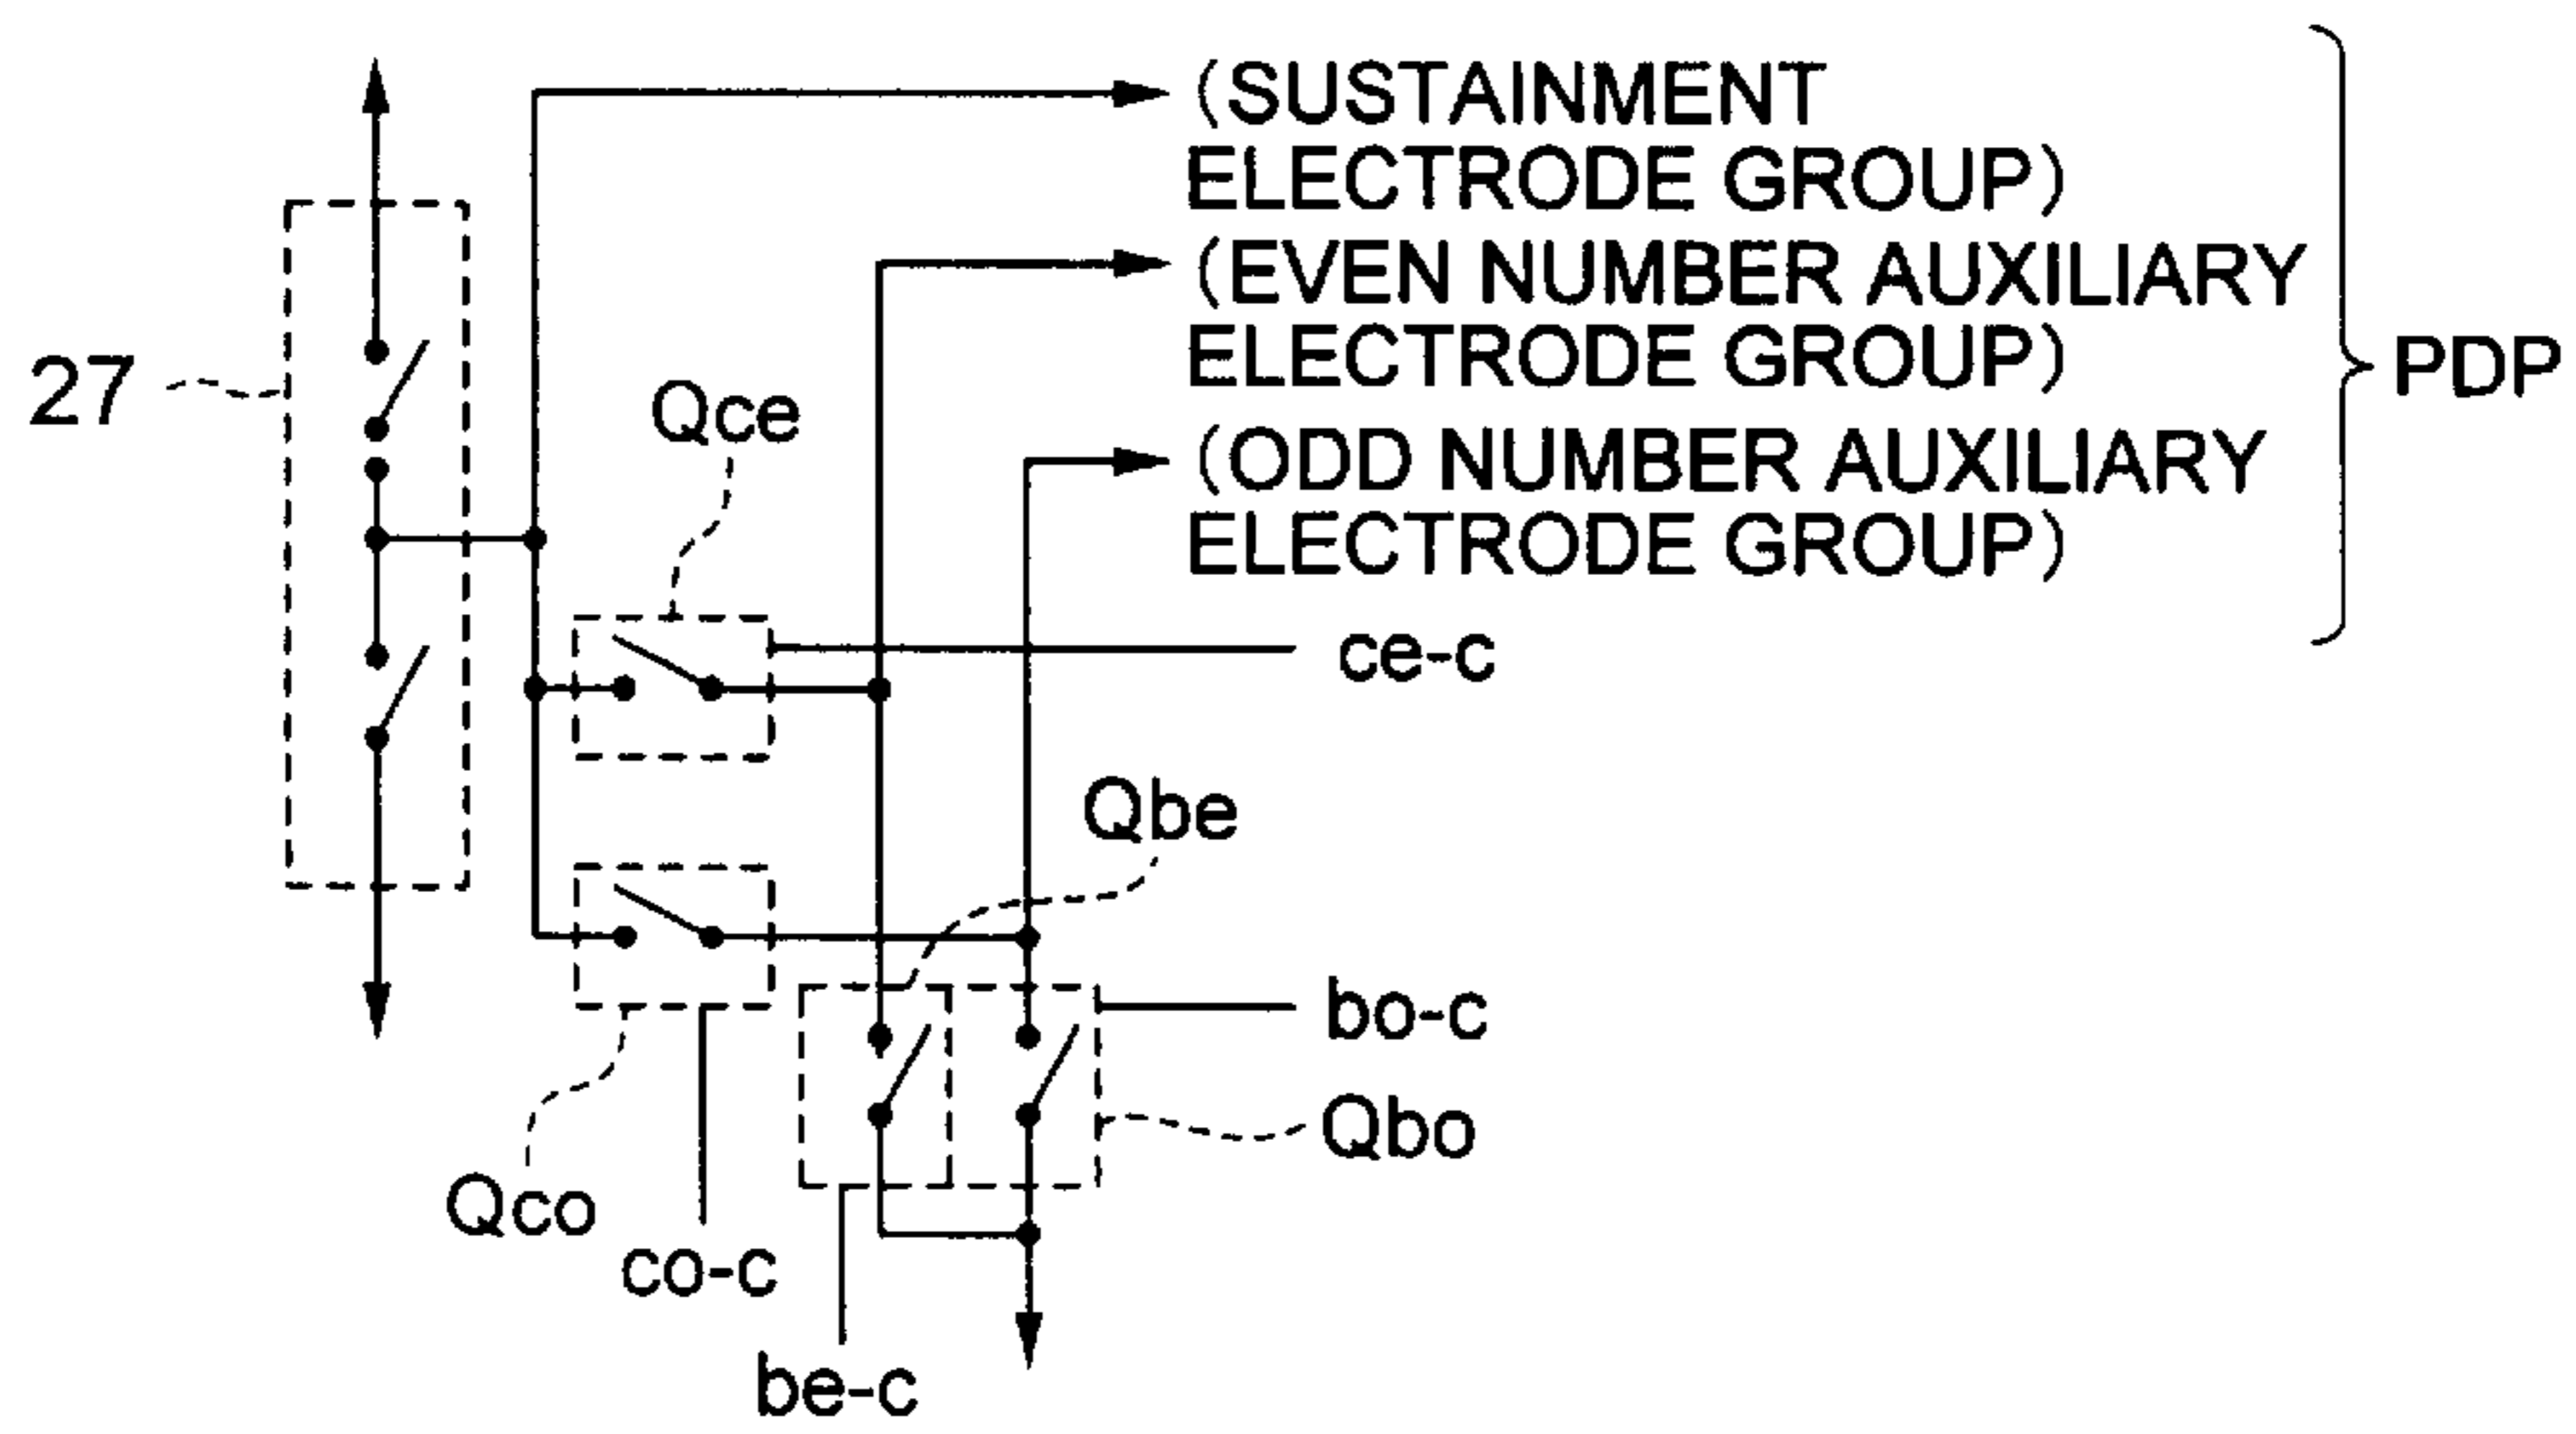 (SUSTAINMENT
ELECTRODE GROUP)
(EVEN NUMBER AUXILIARY
ELECTRODE GROUP)
(ODD NUMBER AUXILIARY
ELECTRODE GROUP)
PDP
27
Qce
ce-c
Qbe
bo-c
Qbo
Qco
co-c
be-c